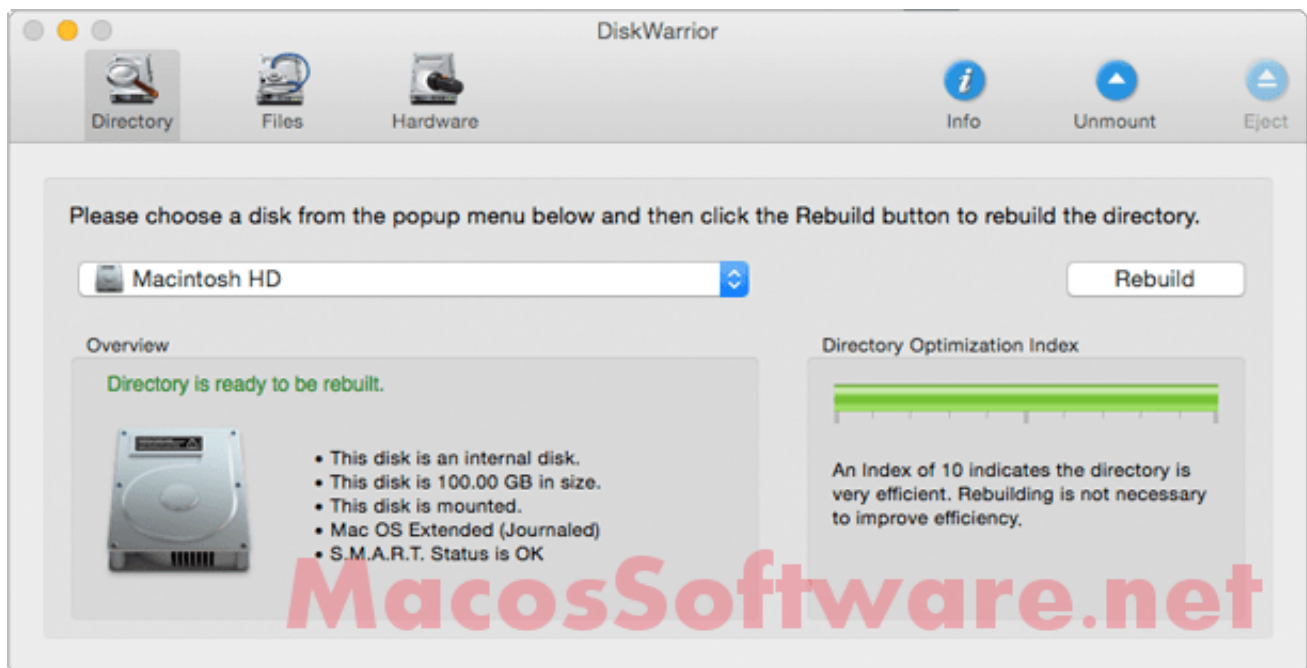 DiskWarrior
Directory
Files
Hardware
Info
Unmount
Eject
Please choose a disk from the popup menu below and then click the Rebuild button to rebuild the directory.
Macintosh HD
Rebuild
Overview
Directory is ready to be rebuilt.
• This disk is an internal disk.
• This disk is 100.00 GB in size.
• This disk is mounted.
• Mac OS Extended (Journaled)
• S.M.A.R.T. Status is OK
Directory Optimization Index
An Index of 10 indicates the directory is
very efficient. Rebuilding is not necessary
to improve efficiency.
MacosSoftware.net